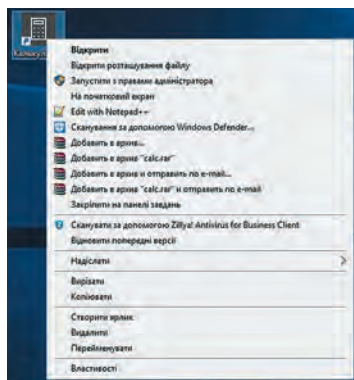 Калькул
Відкрити
Відкрити розташування файлу
Запустити з правами адміністратора
На початковий екран
Edit with Notepad++
Сканування за допомогою Windows Defender...
Добавить в архив...
Добавить в архив "calc.rar"
Добавить в архив и отправить по e-mail...
Добавить в архив "calc.rar" и отправить по e-mail
Закріпити на панелі завдань
Сканувати за допомогою Zillya! Antivirus for Business Client
Відновити попередні версії
Надіслати
Вирізати
Копіювати
Створити ярлик
Видалити
Перейменувати
Властивості